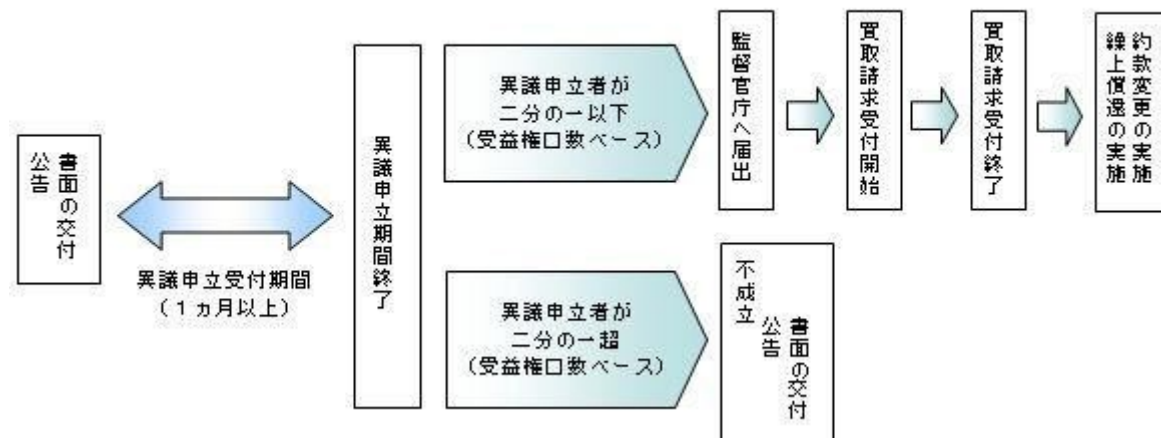 書面の交付
公告
異議申立受付期間
（１ヵ月以上）
異議申立期間終了
異議申立者が
二分の一以下
（受益権口数ベース）
監督官庁へ届出
買取請求受付開始
買取請求受付終了
約款変更の実施
繰上償還の実施
異議申立者が
二分の一超
（受益権口数ベース）
不成立
書面の交付
公告